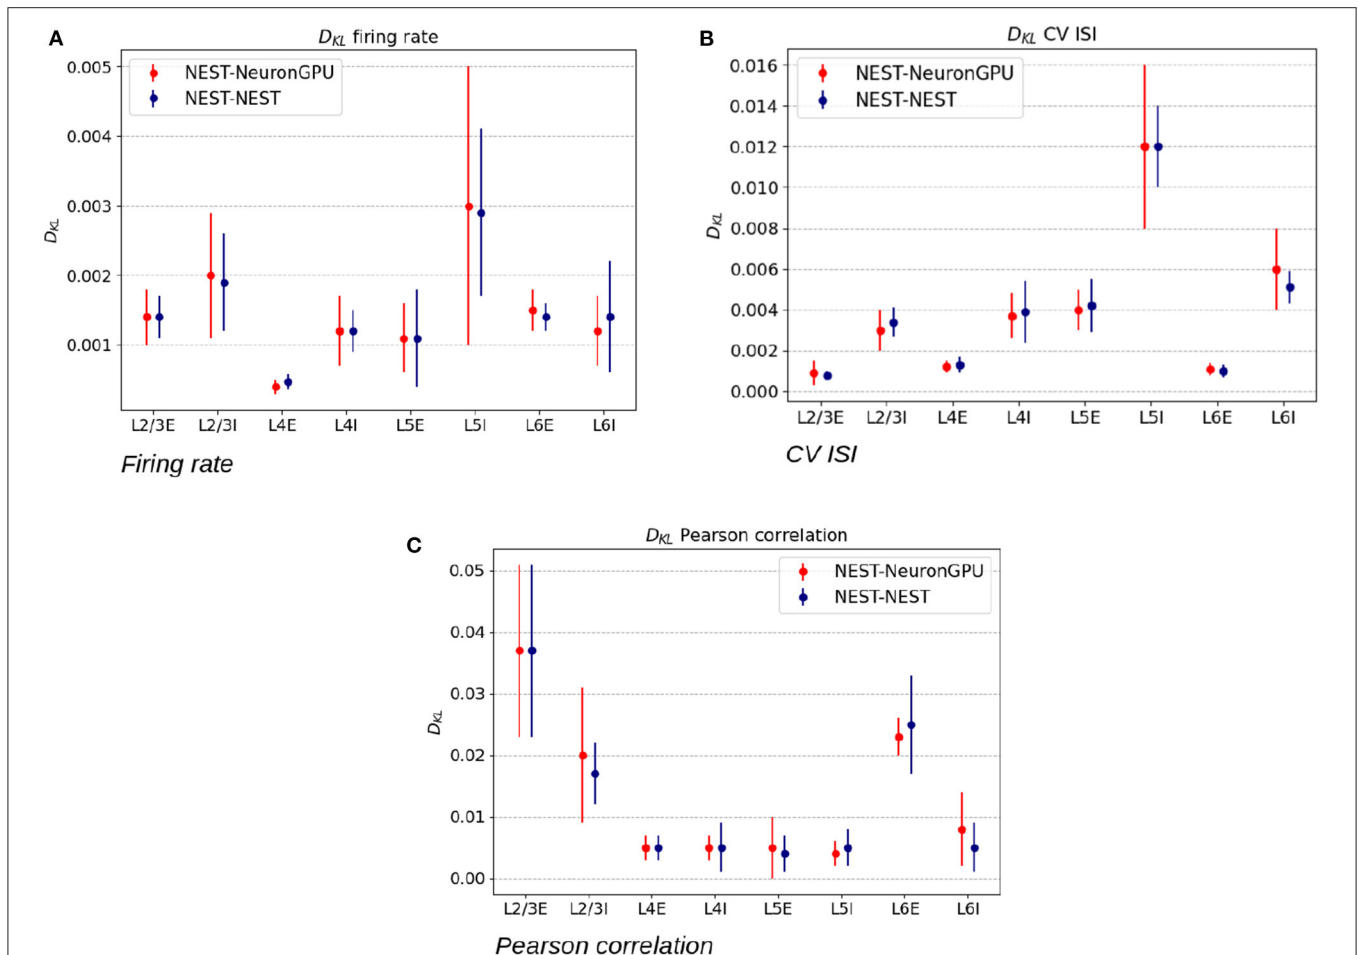 A
D_KL firing rate
NEST-NeuronGPU
NEST-NEST
0.005
0.004
0.003
0.002
0.001
D_KL
L2/3E L2/3I L4E L4I L5E L5I L6E L6I
Firing rate
B
D_KL CV ISI
NEST-NeuronGPU
NEST-NEST
0.016
0.014
0.012
0.010
0.008
0.006
0.004
0.002
0.000
D_KL
L2/3E L2/3I L4E L4I L5E L5I L6E L6I
CV ISI
C
D_KL Pearson correlation
NEST-NeuronGPU
NEST-NEST
0.05
0.04
0.03
0.02
0.01
0.00
D_KL
L2/3E L2/3I L4E L4I L5E L5I L6E L6I
Pearson correlation